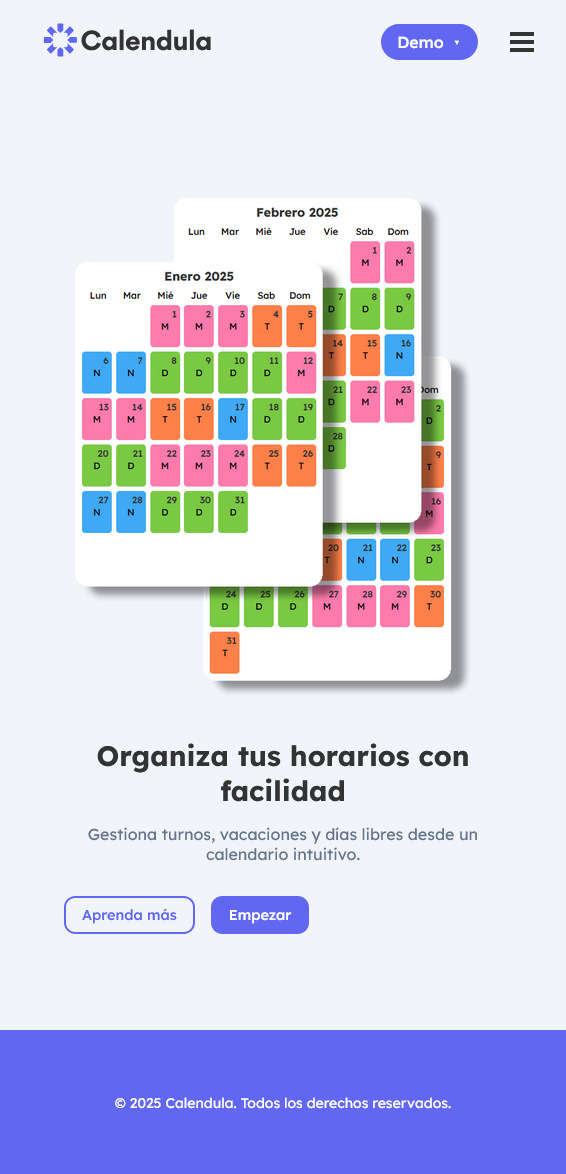 Calendula
Demo ▼
Febrero 2025
Lun Mar Mié Jue Vie Sab Dom
1 2
M M
7 8 9
D D D
14 15 16
T T N
21 22 23
D M M
28
D
Enero 2025
Lun Mar Mié Jue Vie Sab Dom
1 2 3 4 5
M M M T T
6 7 8 9 10 11 12
N N D D D D M
13 14 15 16 17 18 19
M M T T N D D
20 21 22 23 24 25 26
D D M M M T T
27 28 29 30 31
N N D D D
Dom
2
D
9
T
16
M
20 21 22 23
T N N D
24 25 26 27 28 29 30
D D D M M M T
31
T
Organiza tus horarios con
facilidad
Gestiona turnos, vacaciones y días libres desde un
calendario intuitivo.
Aprenda más Empezar
© 2025 Calendula. Todos los derechos reservados.